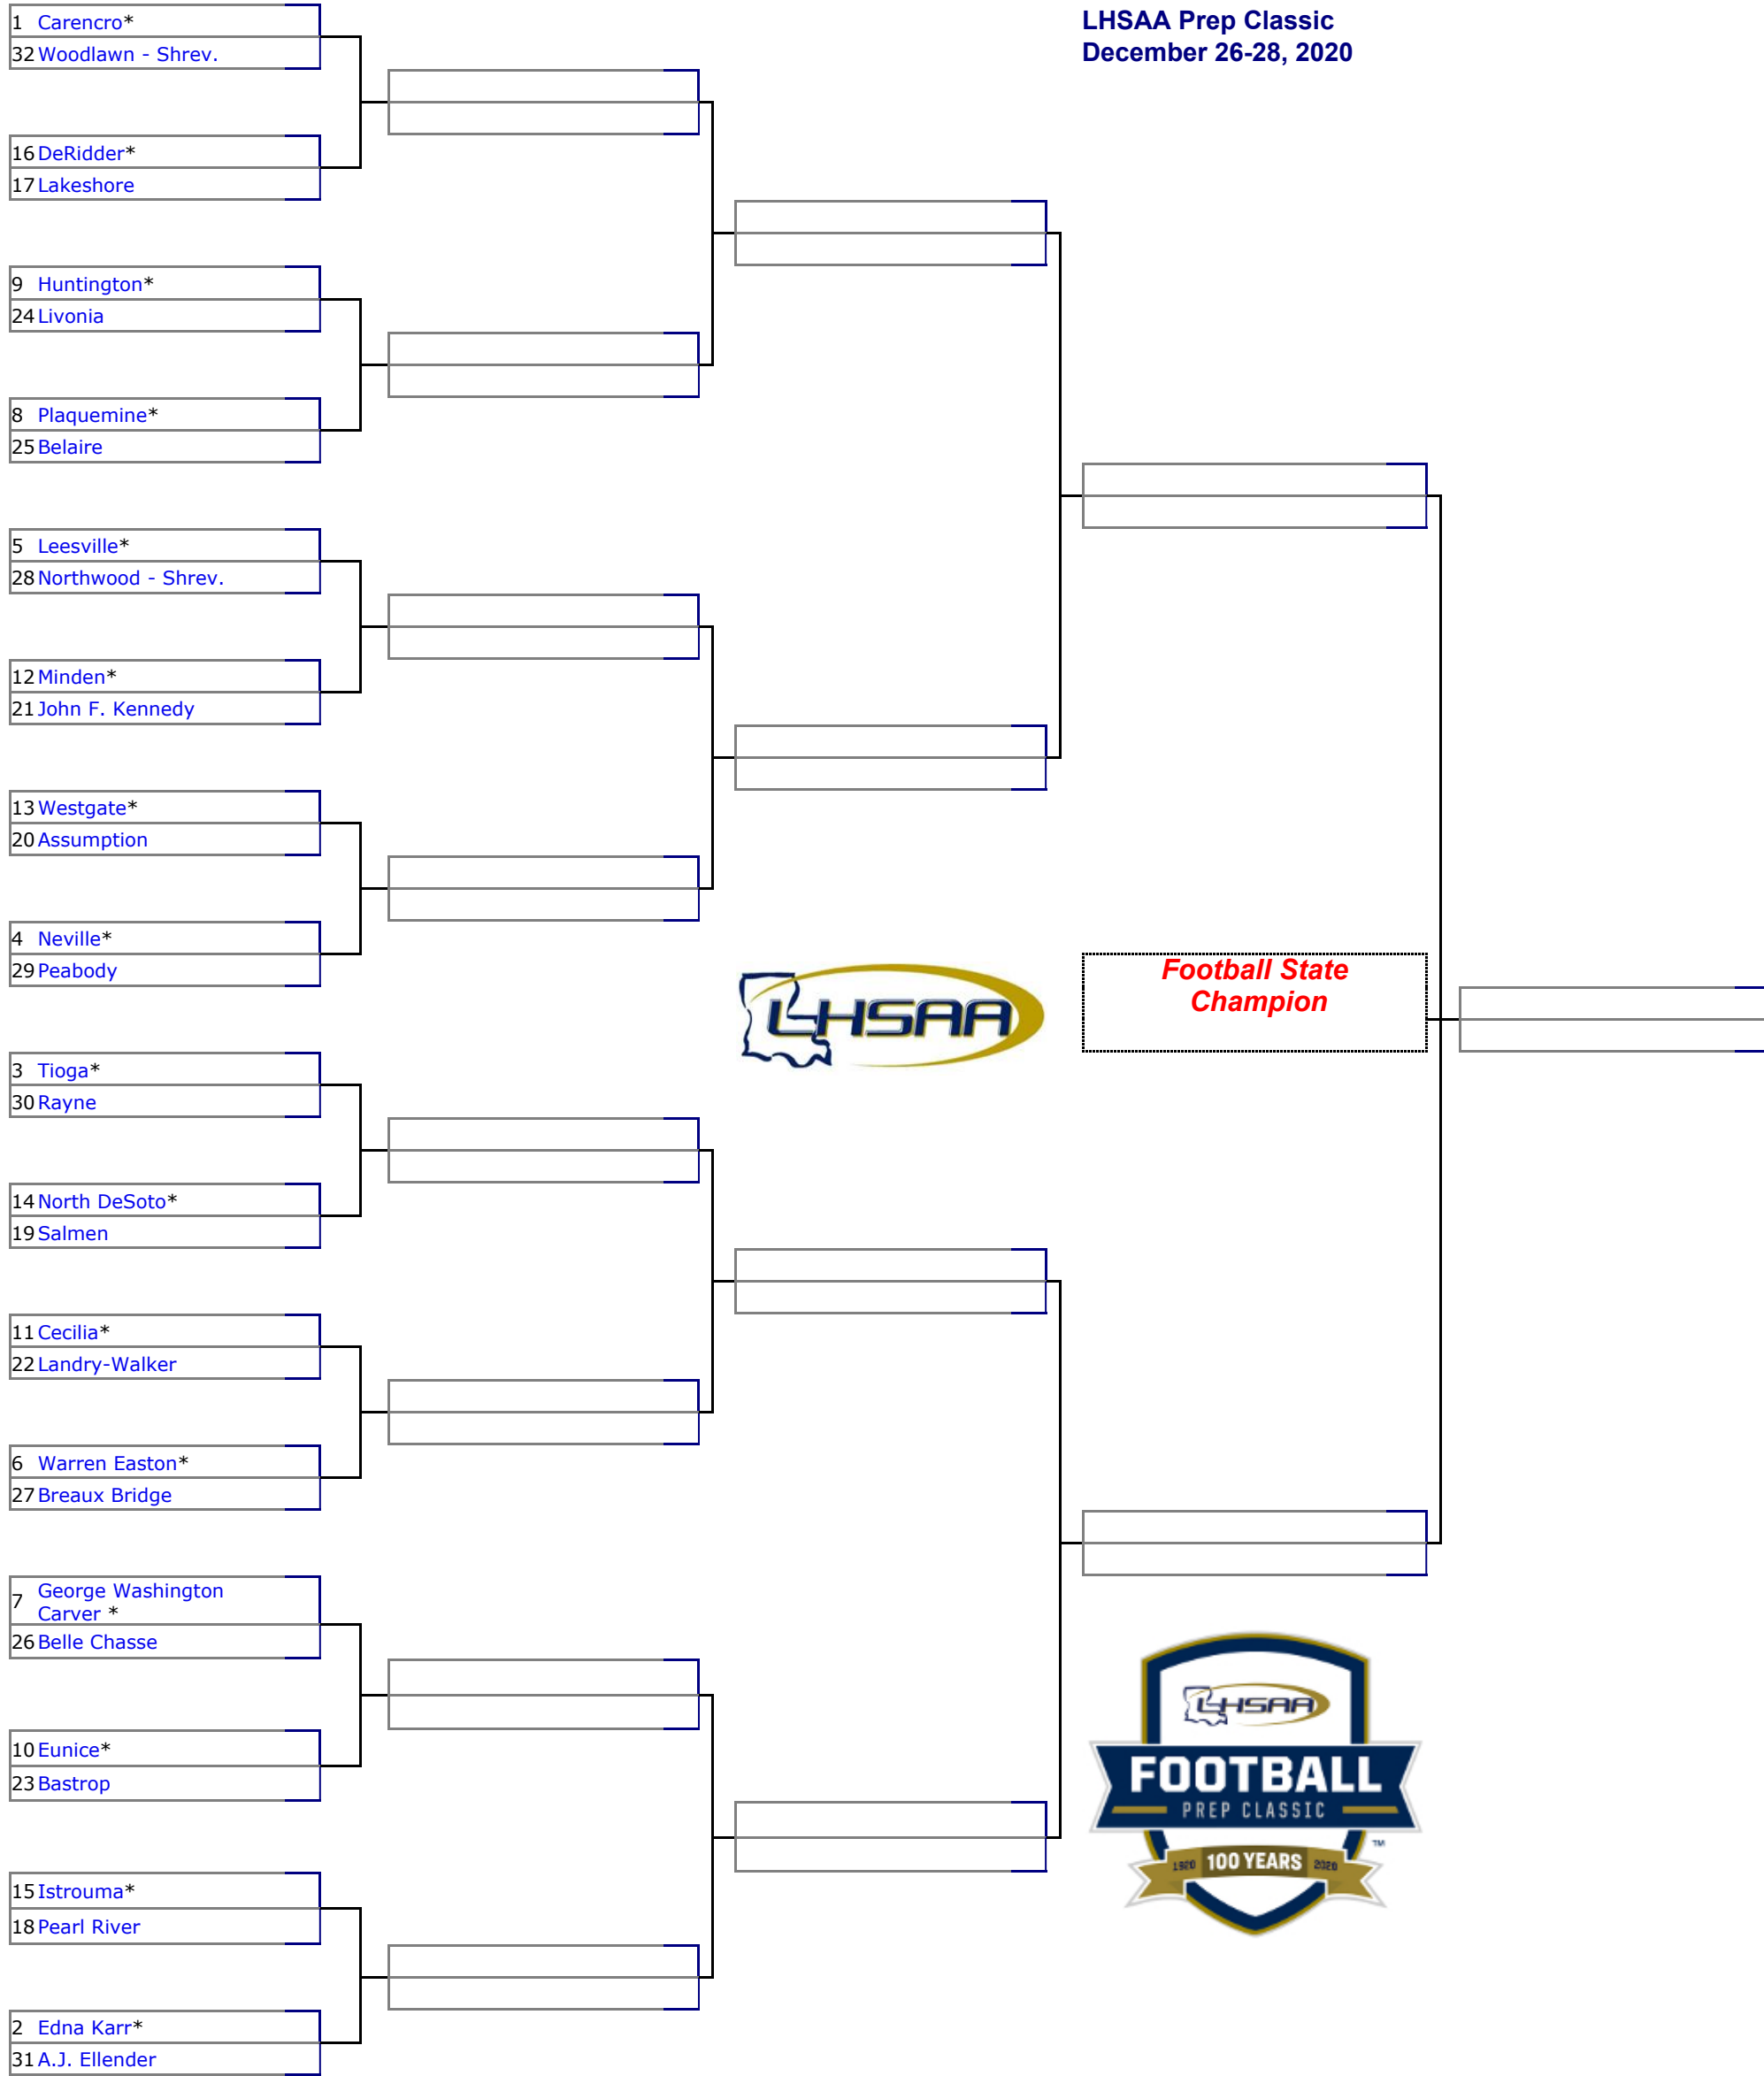 LHSAA Prep Classic
December 26-28, 2020
1 Carencro*
32 Woodlawn - Shrev.
16 DeRidder*
17 Lakeshore
9 Huntington*
24 Livonia
8 Plaquemine*
25 Belaire
5 Leesville*
28 Northwood - Shrev.
12 Minden*
21 John F. Kennedy
13 Westgate*
20 Assumption
4 Neville*
29 Peabody
LHSAA
Football State
Champion
3 Tioga*
30 Rayne
14 North DeSoto*
19 Salmen
11 Cecilia*
22 Landry-Walker
6 Warren Easton*
27 Breaux Bridge
7 George Washington
Carver *
26 Belle Chasse
10 Eunice*
23 Bastrop
15 Istrouma*
18 Pearl River
2 Edna Karr*
31 A.J. Ellender
LHSAA
FOOTBALL
PREP CLASSIC
TM
1920 100 YEARS 2020